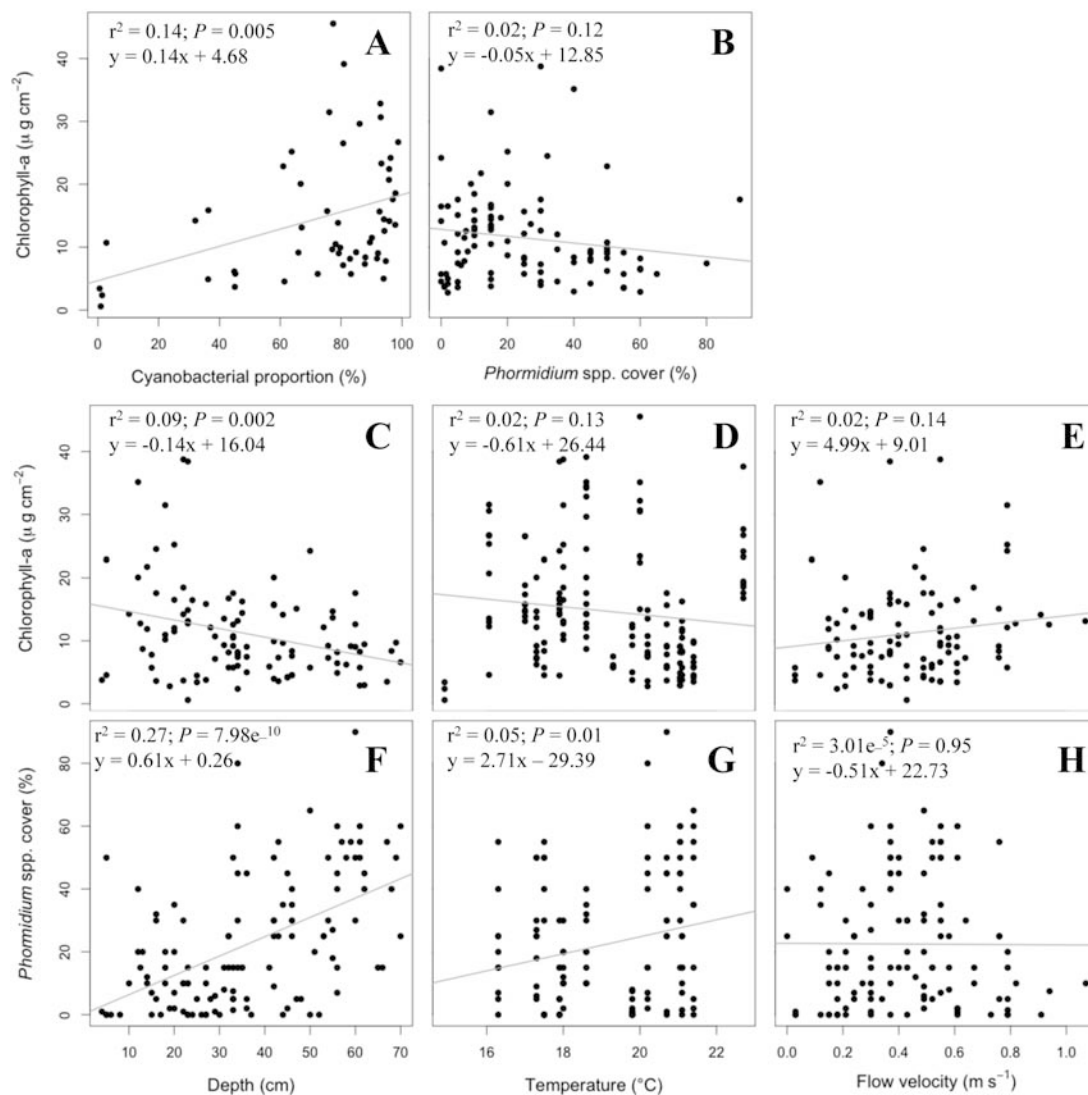 r² = 0.14; P = 0.005
y = 0.14x + 4.68
A
r² = 0.02; P = 0.12
y = -0.05x + 12.85
B
Chlorophyll-a (µ g cm⁻²)
0 10 20 30 40
0 20 40 60 80 100
0 20 40 60 80
Cyanobacterial proportion (%)
Phormidium spp. cover (%)
r² = 0.09; P = 0.002
y = -0.14x + 16.04
C
r² = 0.02; P = 0.13
y = -0.61x + 26.44
D
r² = 0.02; P = 0.14
y = 4.99x + 9.01
E
Chlorophyll-a (µ g cm⁻²)
0 10 20 30 40
r² = 0.27; P = 7.98e₋¹⁰
y = 0.61x + 0.26
F
r² = 0.05; P = 0.01
y = 2.71x – 29.39
G
r² = 3.01e₋⁵; P = 0.95
y = -0.51x + 22.73
H
Phormidium spp. cover (%)
0 20 40 60 80
10 20 30 40 50 60 70
16 18 20 22
0.0 0.2 0.4 0.6 0.8 1.0
Depth (cm)
Temperature (°C)
Flow velocity (m s⁻¹)